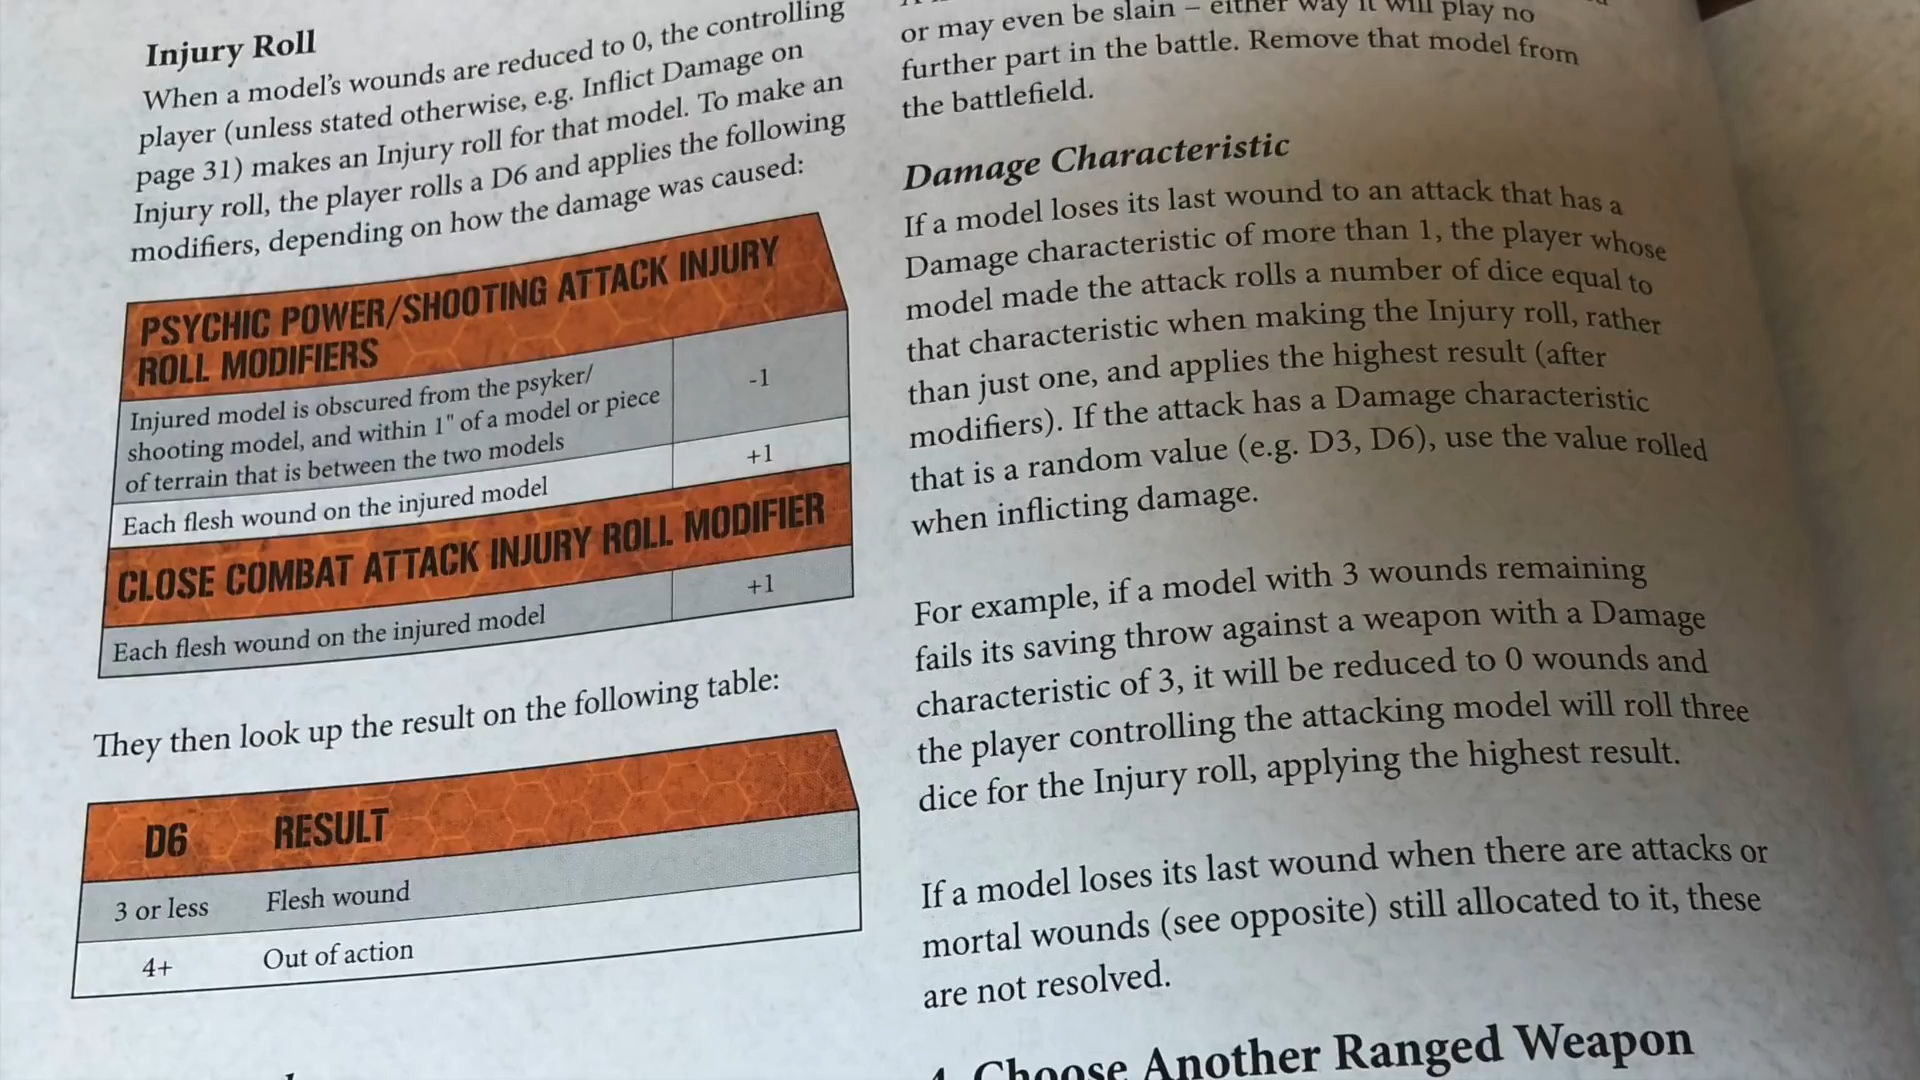 Injury Roll
When a model's wounds are reduced to 0, the controlling
player (unless stated otherwise, e.g. Inflict Damage on
page 31) makes an Injury roll for that model. To make an
Injury roll, the player rolls a D6 and applies the following
modifiers, depending on how the damage was caused:
PSYCHIC POWER/SHOOTING ATTACK INJURY
ROLL MODIFIERS
Injured model is obscured from the psyker/
shooting model, and within 1" of a model or piece
of terrain that is between the two models
-1
Each flesh wound on the injured model
+1
CLOSE COMBAT ATTACK INJURY ROLL MODIFIER
Each flesh wound on the injured model
+1
They then look up the result on the following table:
D6 RESULT
3 or less Flesh wound
4+ Out of action
or may even be slain – either way it will play no
further part in the battle. Remove that model from
the battlefield.
Damage Characteristic
If a model loses its last wound to an attack that has a
Damage characteristic of more than 1, the player whose
model made the attack rolls a number of dice equal to
that characteristic when making the Injury roll, rather
than just one, and applies the highest result (after
modifiers). If the attack has a Damage characteristic
that is a random value (e.g. D3, D6), use the value rolled
when inflicting damage.
For example, if a model with 3 wounds remaining
fails its saving throw against a weapon with a Damage
characteristic of 3, it will be reduced to 0 wounds and
the player controlling the attacking model will roll three
dice for the Injury roll, applying the highest result.
If a model loses its last wound when there are attacks or
mortal wounds (see opposite) still allocated to it, these
are not resolved.
Choose Another Ranged Weapon